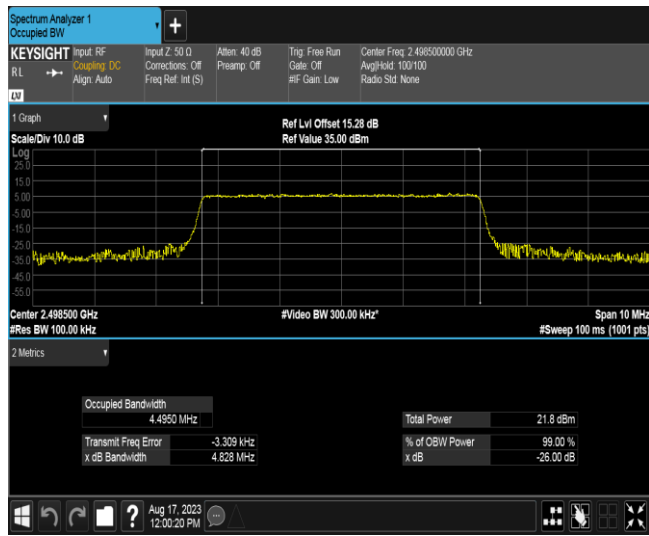 Spectrum Analyzer 1
Occupied BW
+
KEYSIGHT
RL
LXI
Input: RF
Coupling: DC
Align: Auto
Input Z: 50 Ω
Corrections: Off
Freq Ref: Int (S)
Atten: 40 dB
Preamp: Off
Trig: Free Run
Gate: Off
#IF Gain: Low
Center Freq: 2.498500000 GHz
Avg|Hold: 100/100
Radio Std: None
1 Graph
Scale/Div 10.0 dB
Ref Lvl Offset 15.28 dB
Ref Value 35.00 dBm
Log
25.0
15.0
5.00
-5.00
-15.0
-25.0
-35.0
-45.0
-55.0
Center 2.498500 GHz
#Res BW 100.00 kHz
#Video BW 300.00 kHz*
Span 10 MHz
#Sweep 100 ms (1001 pts)
2 Metrics
Occupied Bandwidth
4.4950 MHz
Transmit Freq Error -3.309 kHz
x dB Bandwidth 4.828 MHz
Total Power 21.8 dBm
% of OBW Power 99.00 %
x dB -26.00 dB
?
Aug 17, 2023
12:00:20 PM